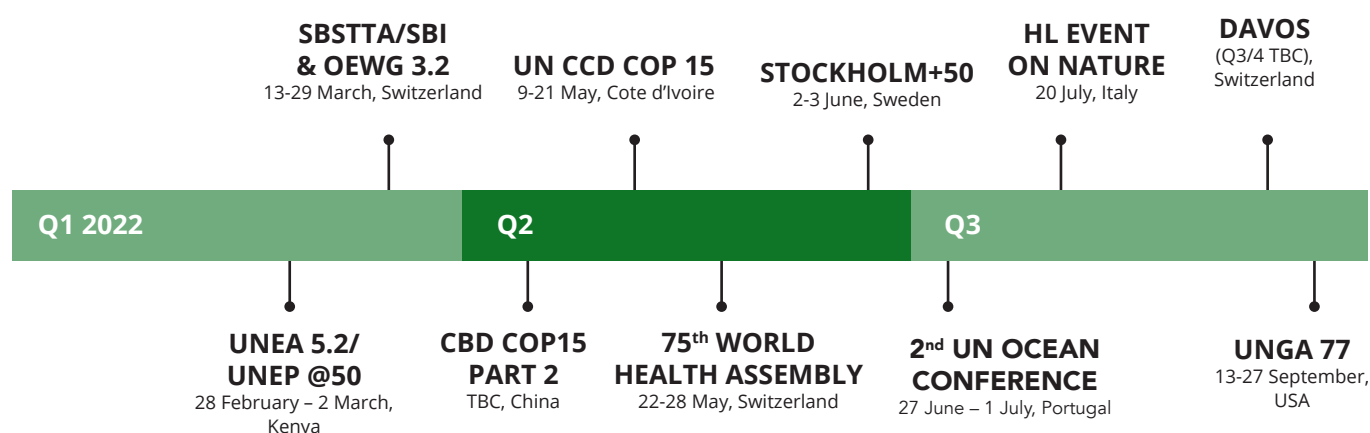 SBSTTA/SBI
& OEWG 3.2
13-29 March, Switzerland
UN CCD COP 15
9-21 May, Cote d’Ivoire
STOCKHOLM+50
2-3 June, Sweden
HL EVENT
ON NATURE
20 July, Italy
DAVOS
(Q3/4 TBC),
Switzerland
Q1 2022
Q2
Q3
UNEA 5.2/
UNEP @50
28 February – 2 March,
Kenya
CBD COP15
PART 2
TBC, China
75th WORLD
HEALTH ASSEMBLY
22-28 May, Switzerland
2nd UN OCEAN
CONFERENCE
27 June – 1 July, Portugal
UNGA 77
13-27 September,
USA